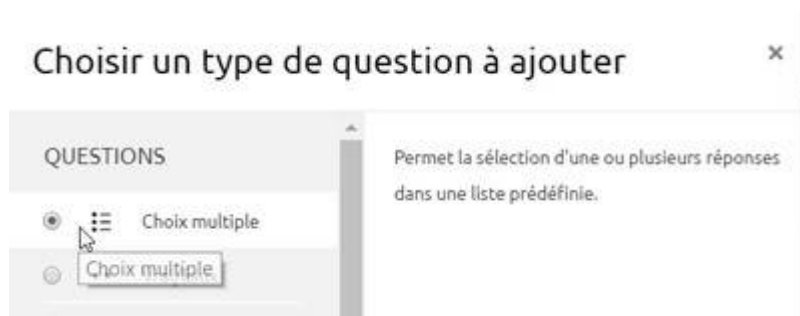 Choisir un type de question à ajouter ×
QUESTIONS
Choix multiple
Choix multiple
Permet la sélection d'une ou plusieurs réponses
dans une liste prédéfinie.